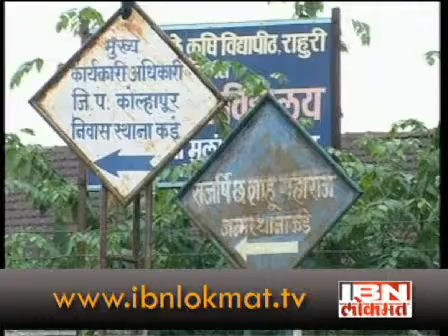 मुख्य
कार्यकारी अधिकारी
जि. प. कोल्हापूर
निवास स्थाना कडे
कृषि विद्यापीठ, राहुरी
राजर्षि छ. शाहू महाराज
जन्मस्थानाकडे
www.ibnlokmat.tv
IBN
लोकमत